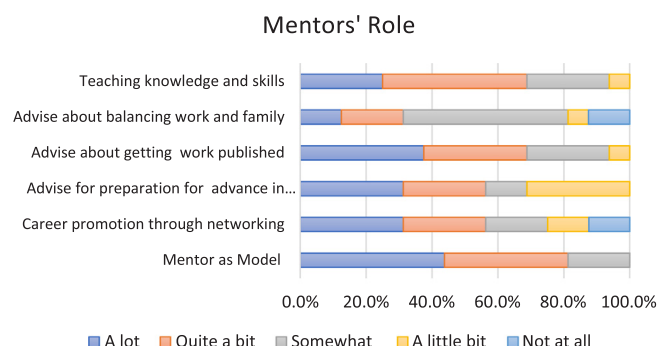 Mentors' Role
Teaching knowledge and skills
Advise about balancing work and family
Advise about getting work published
Advise for preparation for advance in...
Career promotion through networking
Mentor as Model
0.0% 20.0% 40.0% 60.0% 80.0% 100.0%
A lot Quite a bit Somewhat A little bit Not at all